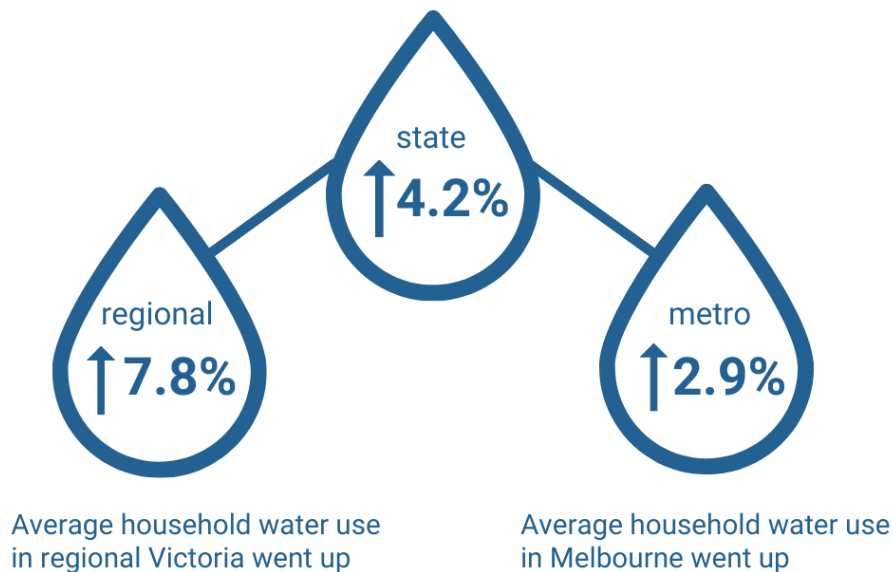 state
4.2%
regional
7.8%
metro
2.9%
Average household water use
in regional Victoria went up
Average household water use
in Melbourne went up